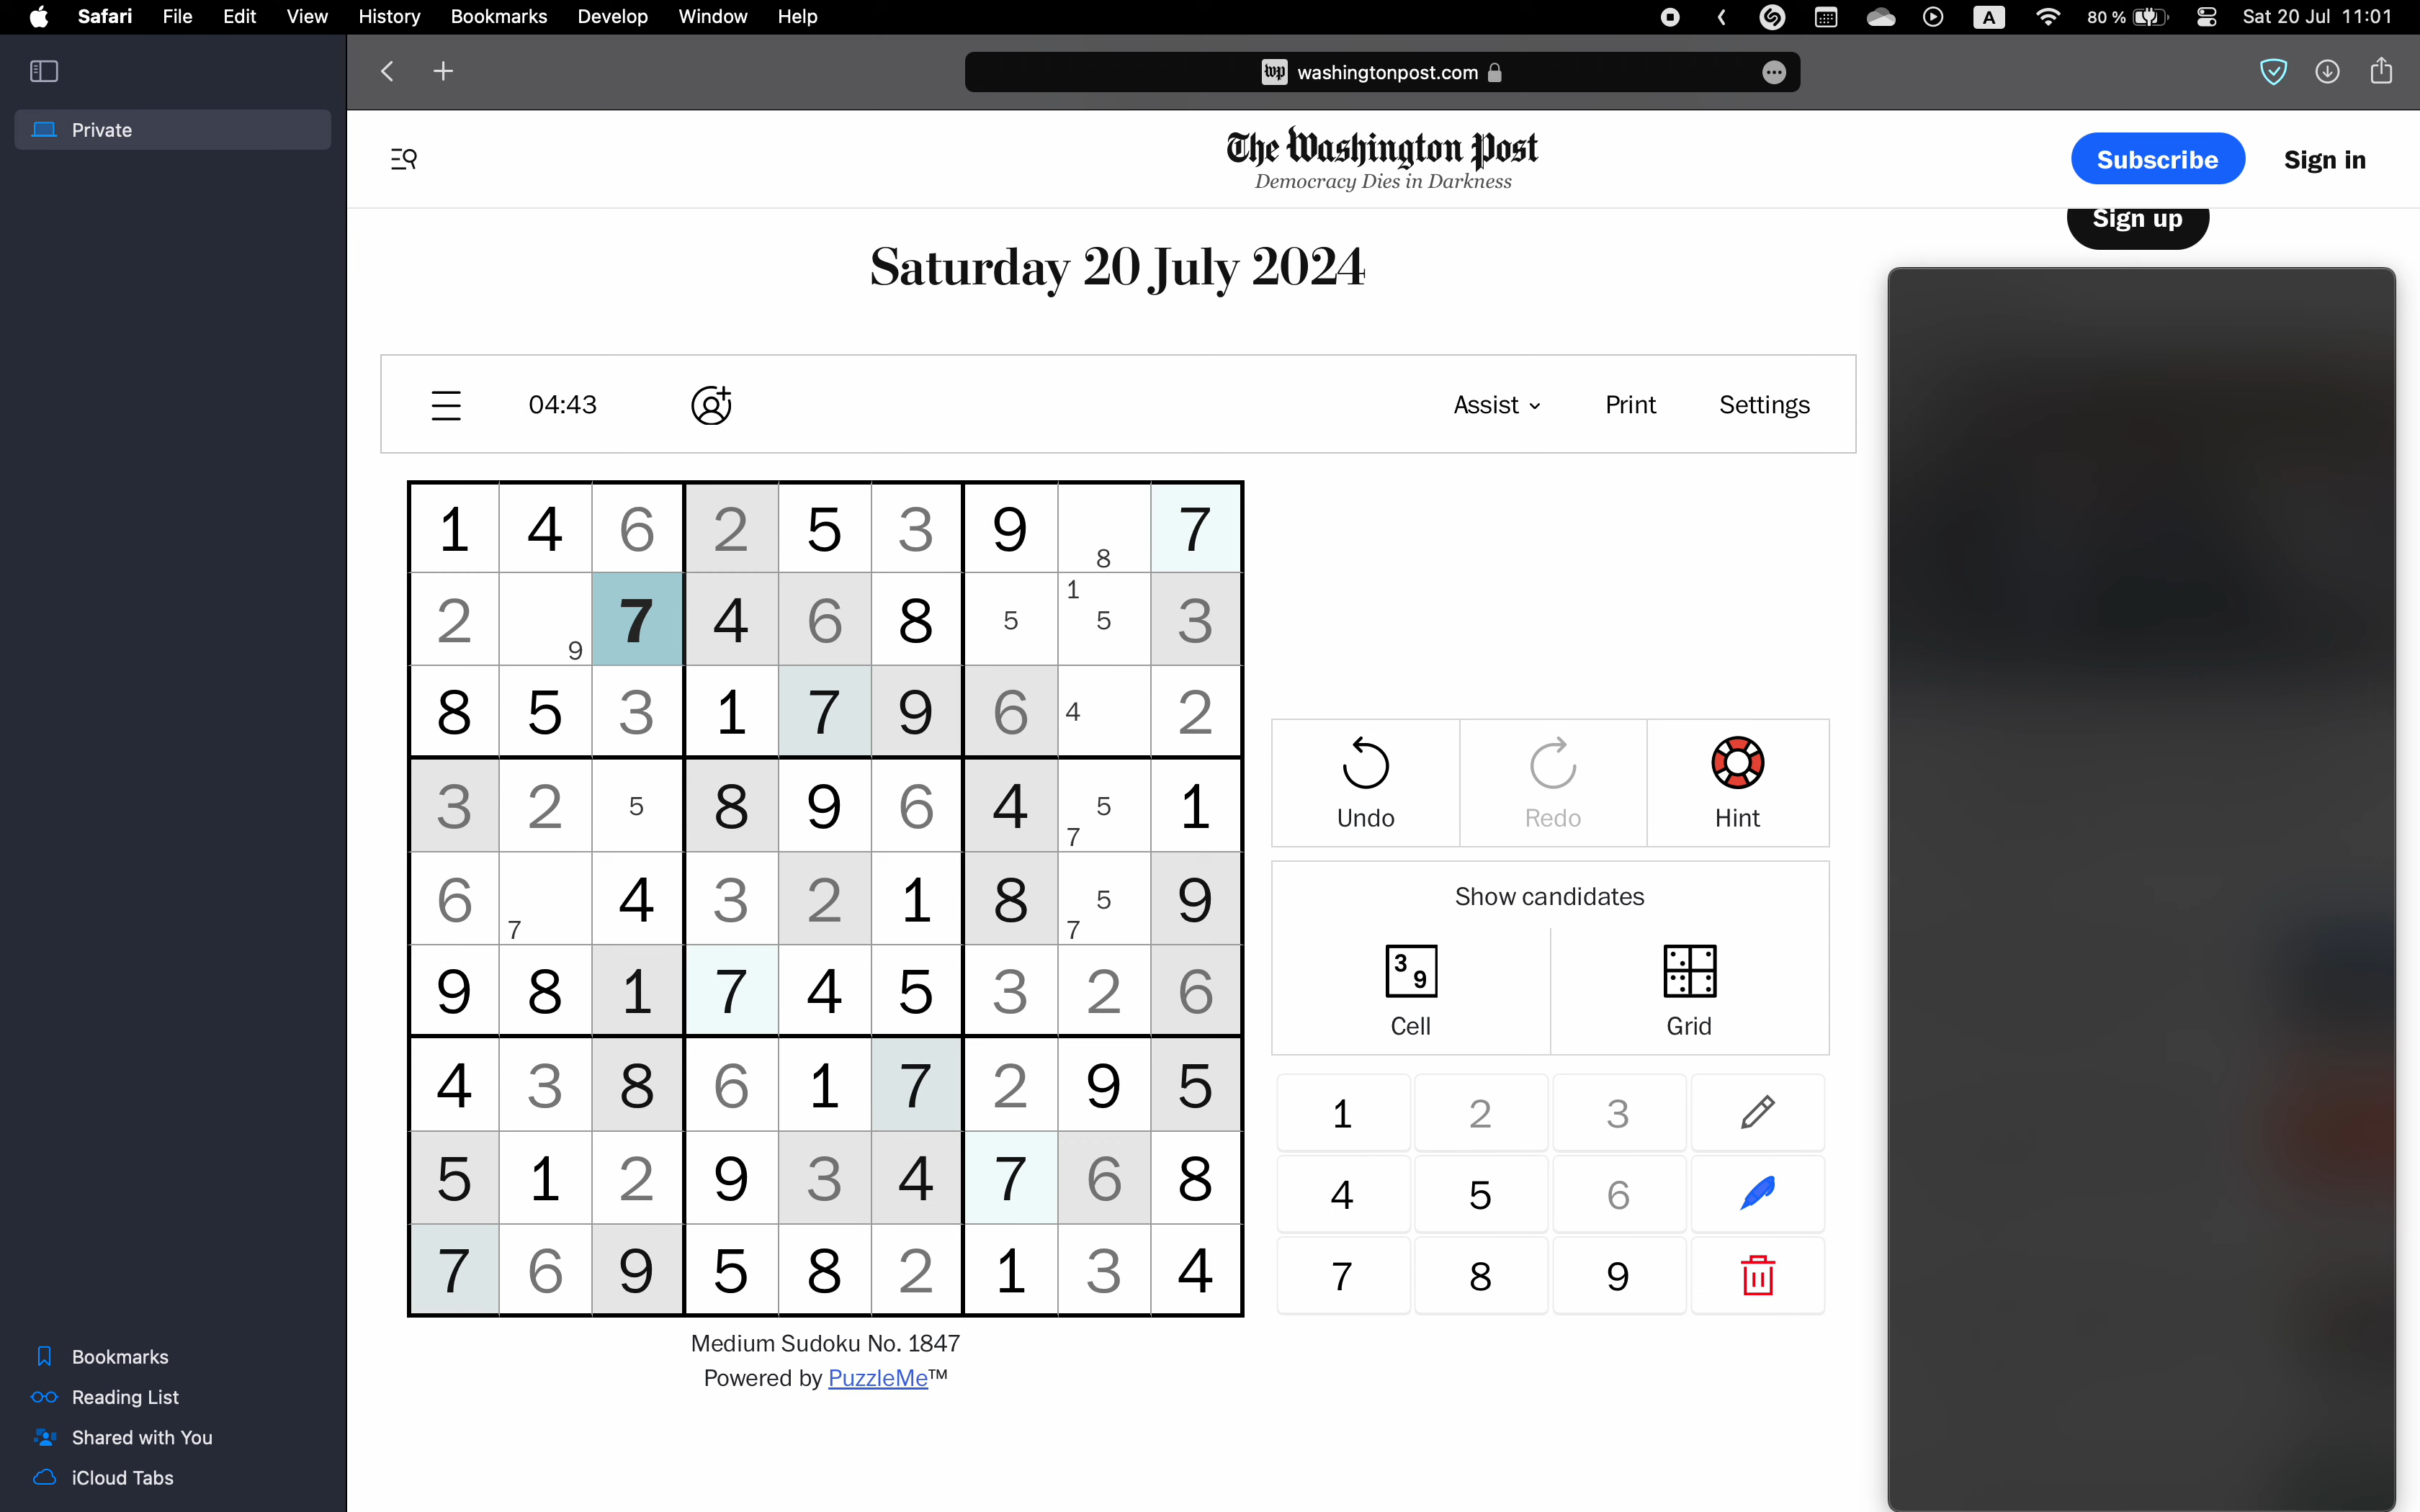 Safari File Edit View History Bookmarks Develop Window Help A 80 % Sat 20 Jul 11:01
Private
wp washingtonpost.com
The Washington Post
Democracy Dies in Darkness
Subscribe Sign in
Sign up
Saturday 20 July 2024
04:43 Assist Print Settings
1 4 6 2 5 3 9 8 7
2 9 7 4 6 8 5 1 5 3
8 5 3 1 7 9 6 4 2
3 2 5 8 9 6 4 5 7 1
6 7 4 3 2 1 8 5 7 9
9 8 1 7 4 5 3 2 6
4 3 8 6 1 7 2 9 5
5 1 2 9 3 4 7 6 8
7 6 9 5 8 2 1 3 4
Medium Sudoku No. 1847
Powered by PuzzleMe™
Undo Redo Hint
Show candidates
3 9
Cell Grid
1 2 3
4 5 6
7 8 9
Bookmarks
Reading List
Shared with You
iCloud Tabs